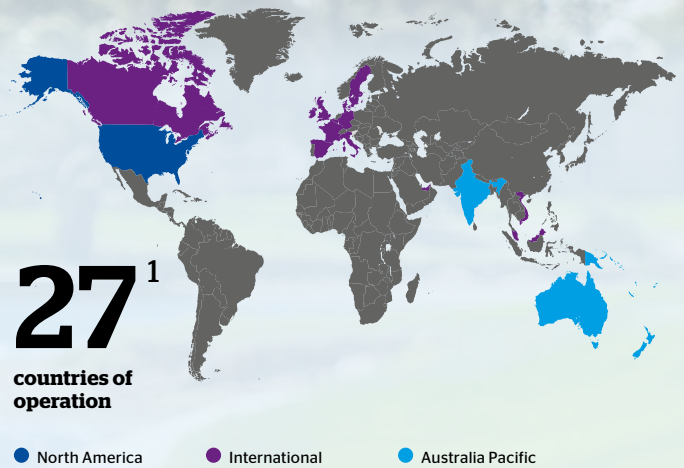 27 1
countries of
operation
North America
International
Australia Pacific